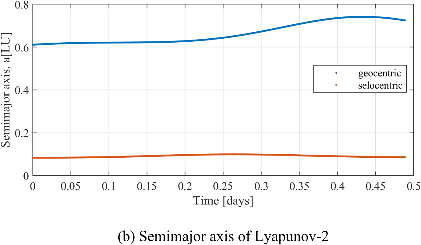 0.8
0.6
0.4
0.2
0
Semimajor axis, a[LU]
geocentric
selocentric
0 0.05 0.1 0.15 0.2 0.25 0.3 0.35 0.4 0.45 0.5
Time [days]
(b) Semimajor axis of Lyapunov-2